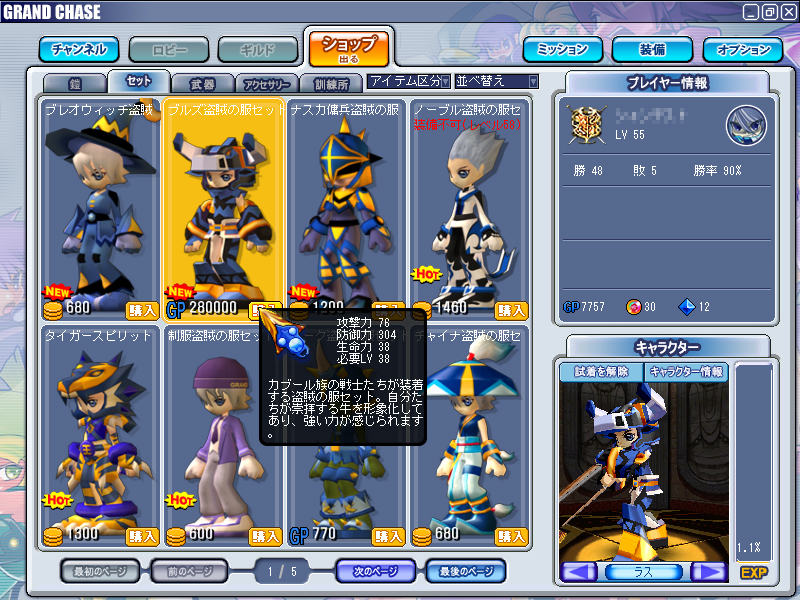 GRAND CHASE
チャンネル ロビー ギルド ショップ 出る ミッション 装備 オプション
鎧 セット 武器 アクセサリー 訓練所 アイテム区分 並べ替え
プレイヤー情報
LV 55
勝 48 敗 5 勝率 90%
GP 7757 30 12
ブレオウィッチ盗賊 ブルズ盗賊の服セット ナスカ傭兵盗賊の服 ノーブル盗賊の服セ
装備不可(レベル58)
NEW 680 購入
NEW GP 280000
NEW 1200
HOT 1460 購入
攻撃力 76
防御力 304
生命力 38
必要LV 38
カブール族の戦士たちが装着
する盗賊の服セット。自分た
ちが崇拝する牛を形象化して
あり、強い力が感じられます
。
タイガースピリット 制服盗賊の服セ チャイナ盗賊の服セ
GRAND
HOT 1300 購入
HOT 600 購入
GP 770 購入
680 購入
最初のページ 前のページ 1 / 5 次のページ 最後のページ
キャラクター
試着を解除 キャラクター情報
1.1%
ラス EXP